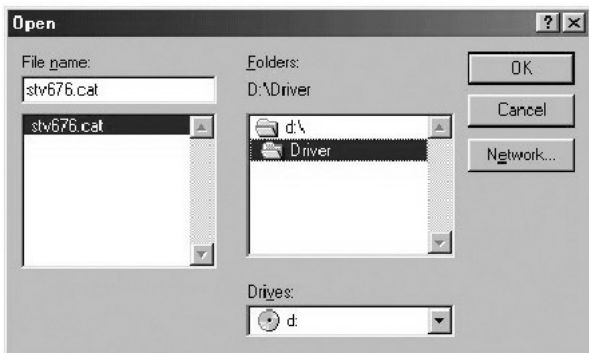 Open
File name:
stv676.cat
stv676.cat
Folders:
D:\Driver
d:\
Driver
Drives:
d:
OK
Cancel
Network...